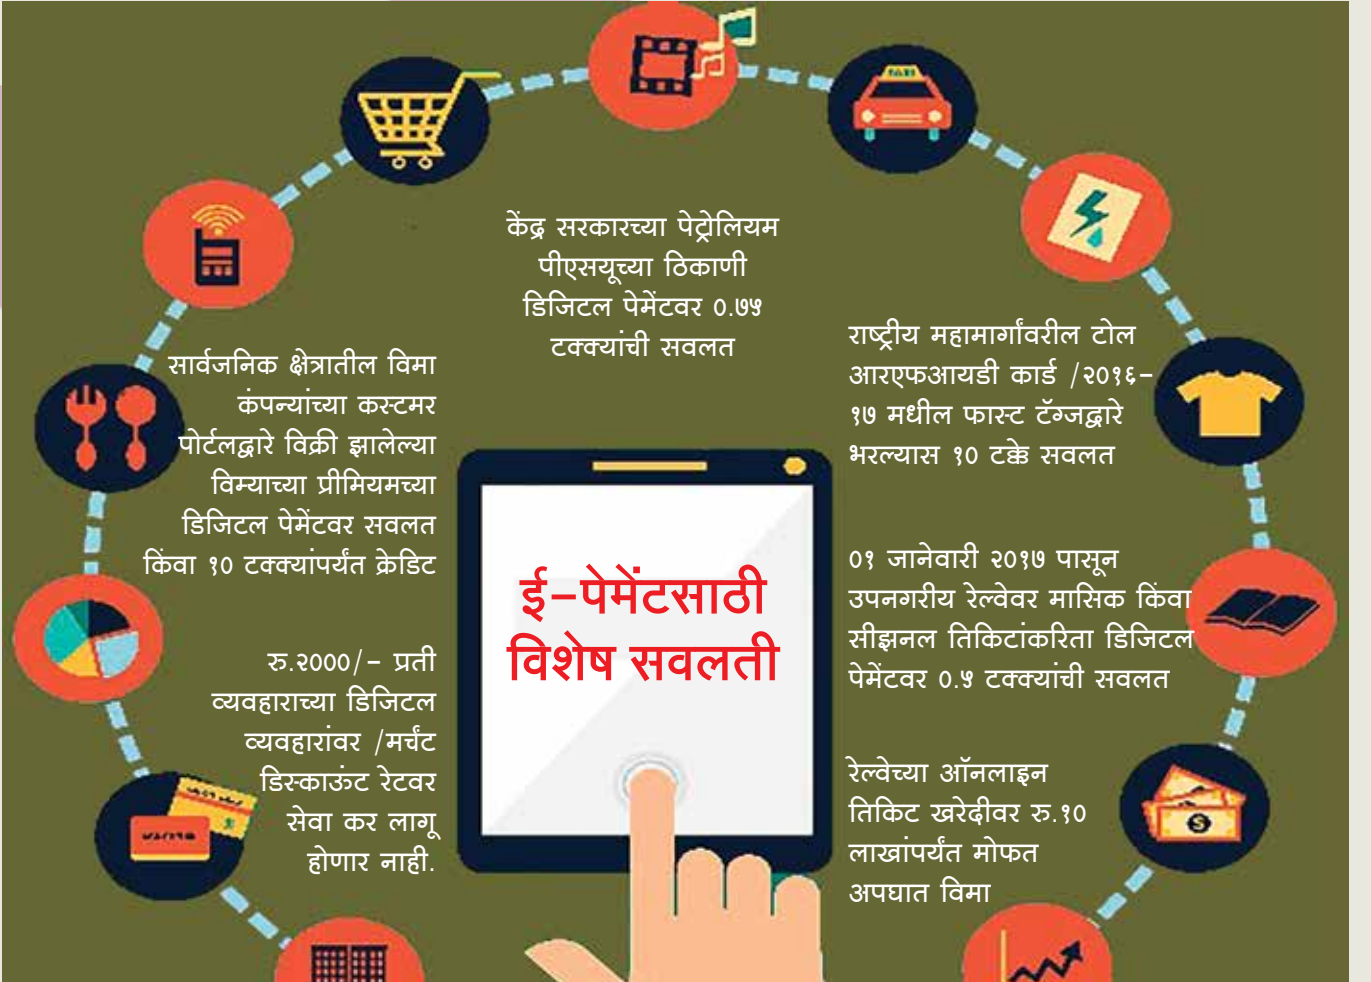 केंद्र सरकारच्या पेट्रोलियम
पीएसयूच्या ठिकाणी
डिजिटल पेमेंटवर ०.७५
टक्क्यांची सवलत
सार्वजनिक क्षेत्रातील विमा
कंपन्यांच्या कस्टमर
पोर्टलद्वारे विक्री झालेल्या
विम्याच्या प्रीमियमच्या
डिजिटल पेमेंटवर सवलत
किंवा १० टक्क्यांपर्यंत क्रेडिट
रु.२०००/– प्रती
व्यवहाराच्या डिजिटल
व्यवहारांवर /मर्चंट
डिस्काऊंट रेटवर
सेवा कर लागू
होणार नाही.
ई–पेमेंटसाठी
विशेष सवलती
राष्ट्रीय महामार्गांवरील टोल
आरएफआयडी कार्ड /२०१६–
१७ मधील फास्ट टॅग्जद्वारे
भरल्यास १० टक्के सवलत
०१ जानेवारी २०१७ पासून
उपनगरीय रेल्वेवर मासिक किंवा
सीझनल तिकिटांकरिता डिजिटल
पेमेंटवर ०.५ टक्क्यांची सवलत
रेल्वेच्या ऑनलाइन
तिकिट खरेदीवर रु.१०
लाखांपर्यंत मोफत
अपघात विमा